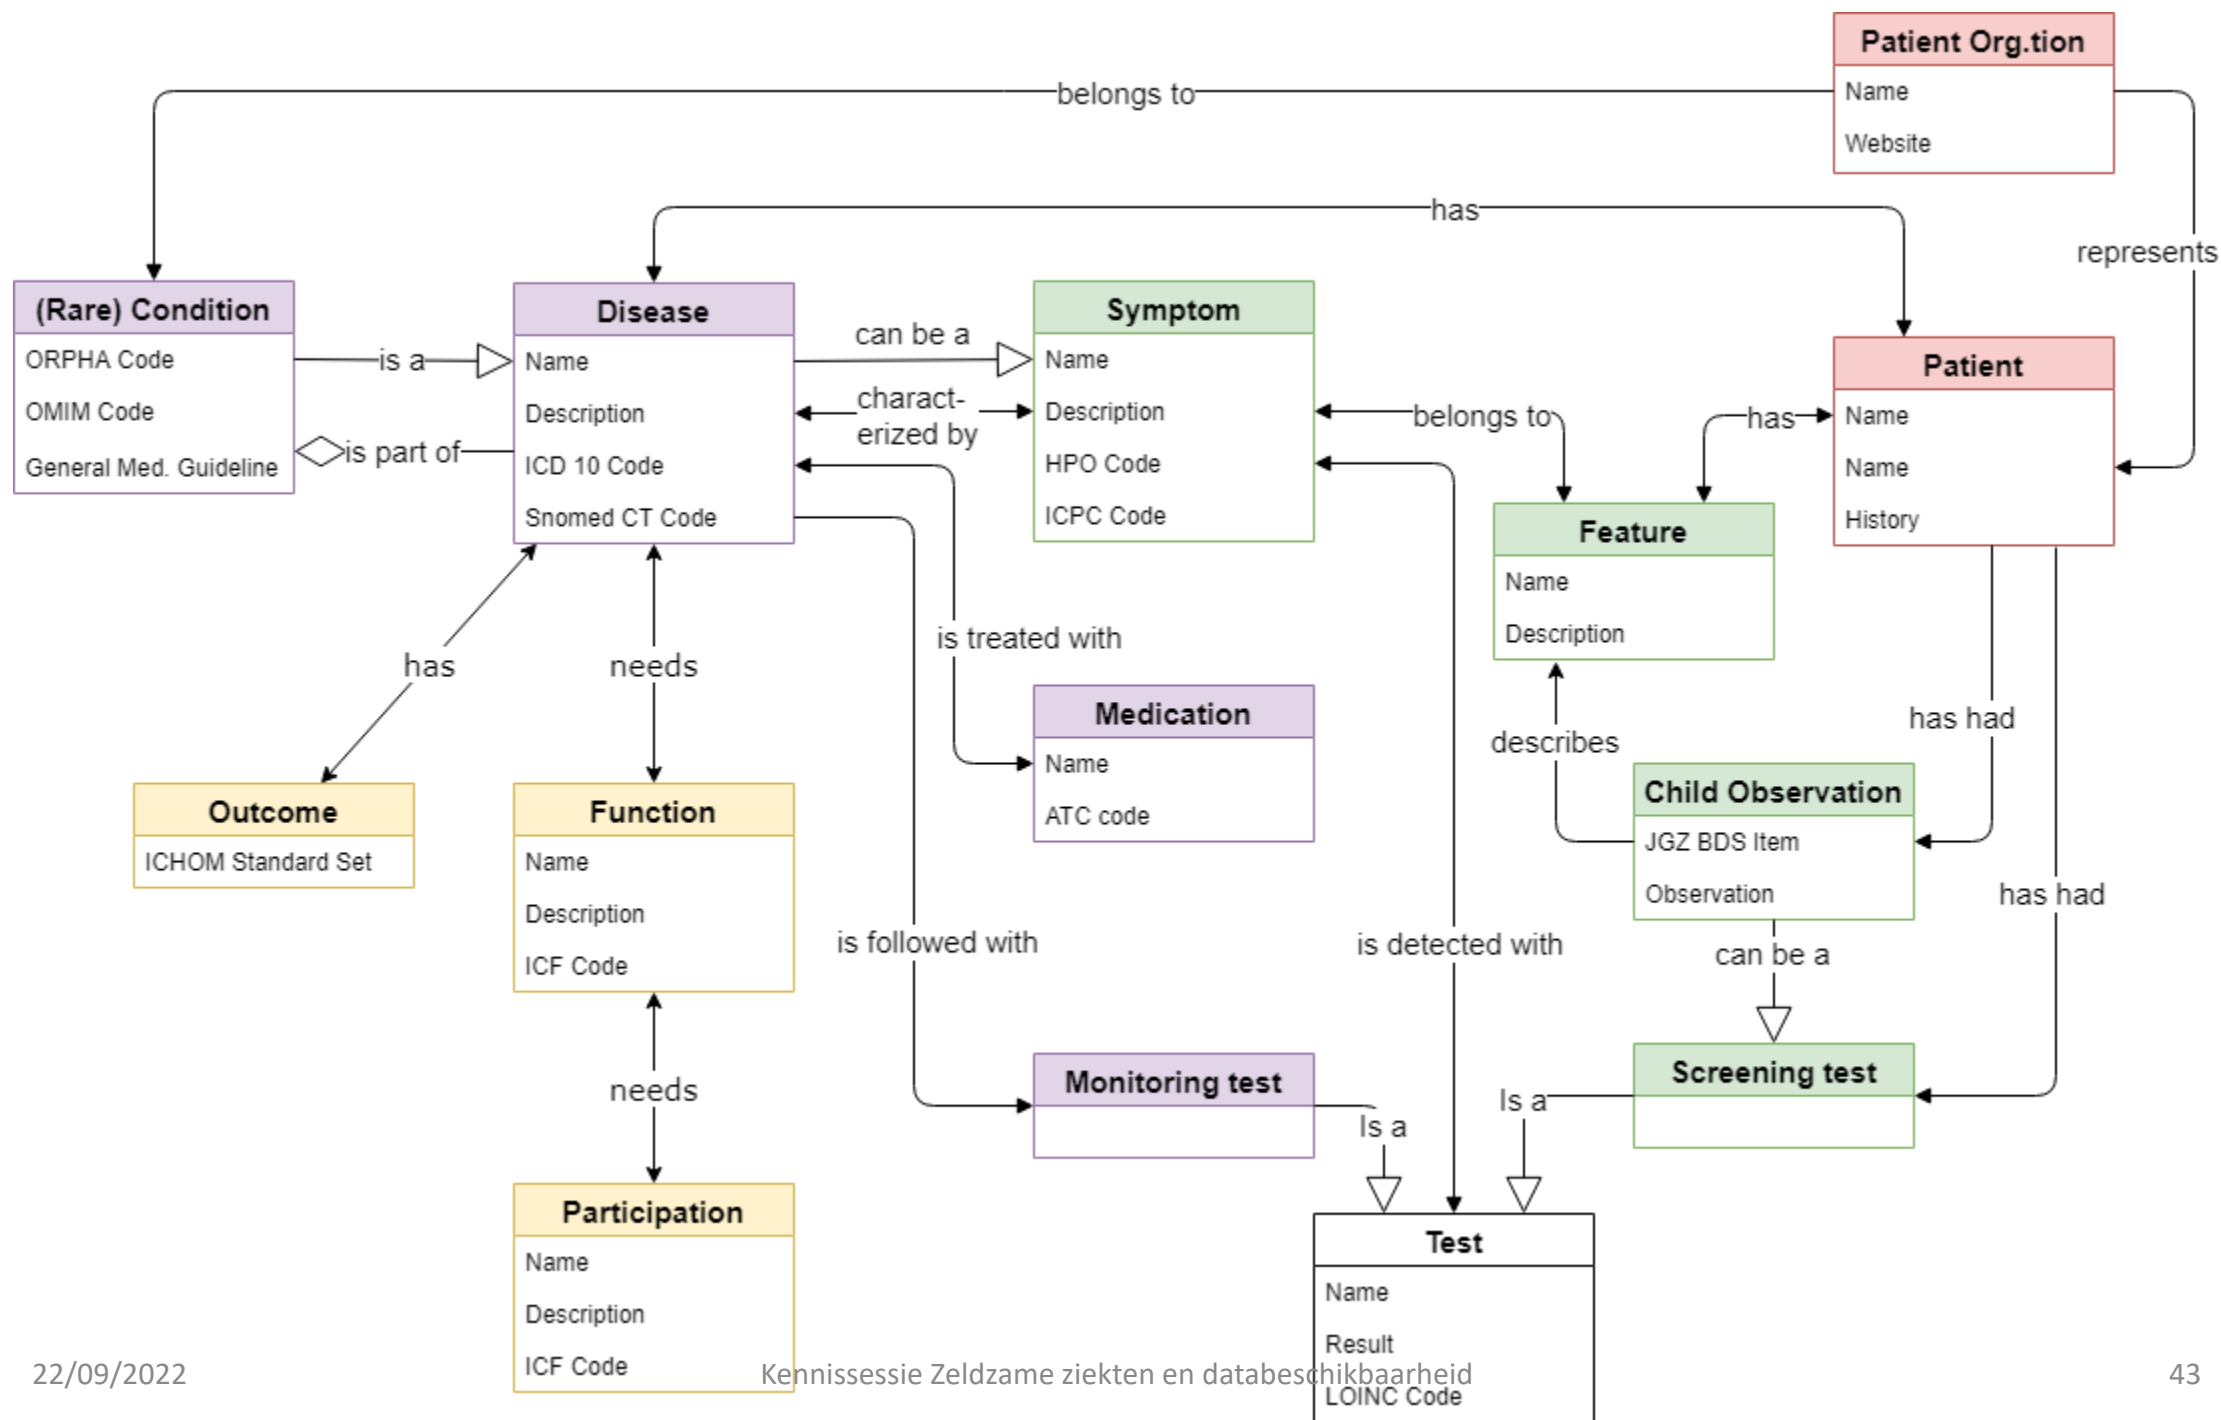 Patient Org.tion
Name
Website
belongs to
has
represents
(Rare) Condition
ORPHA Code
OMIM Code
General Med. Guideline
is a
is part of
Disease
Name
Description
ICD 10 Code
Snomed CT Code
can be a
charact-
erized by
Symptom
Name
Description
HPO Code
ICPC Code
belongs to
has
Patient
Name
Name
History
Feature
Name
Description
has
needs
is treated with
describes
has had
Medication
Name
ATC code
Outcome
ICHOM Standard Set
Function
Name
Description
ICF Code
Child Observation
JGZ BDS Item
Observation
has had
is followed with
is detected with
can be a
needs
Monitoring test
Is a
Is a
Screening test
Participation
Name
Description
ICF Code
Test
Name
Result
LOINC Code
22/09/2022
Kennissessie Zeldzame ziekten en databeschikbaarheid
43